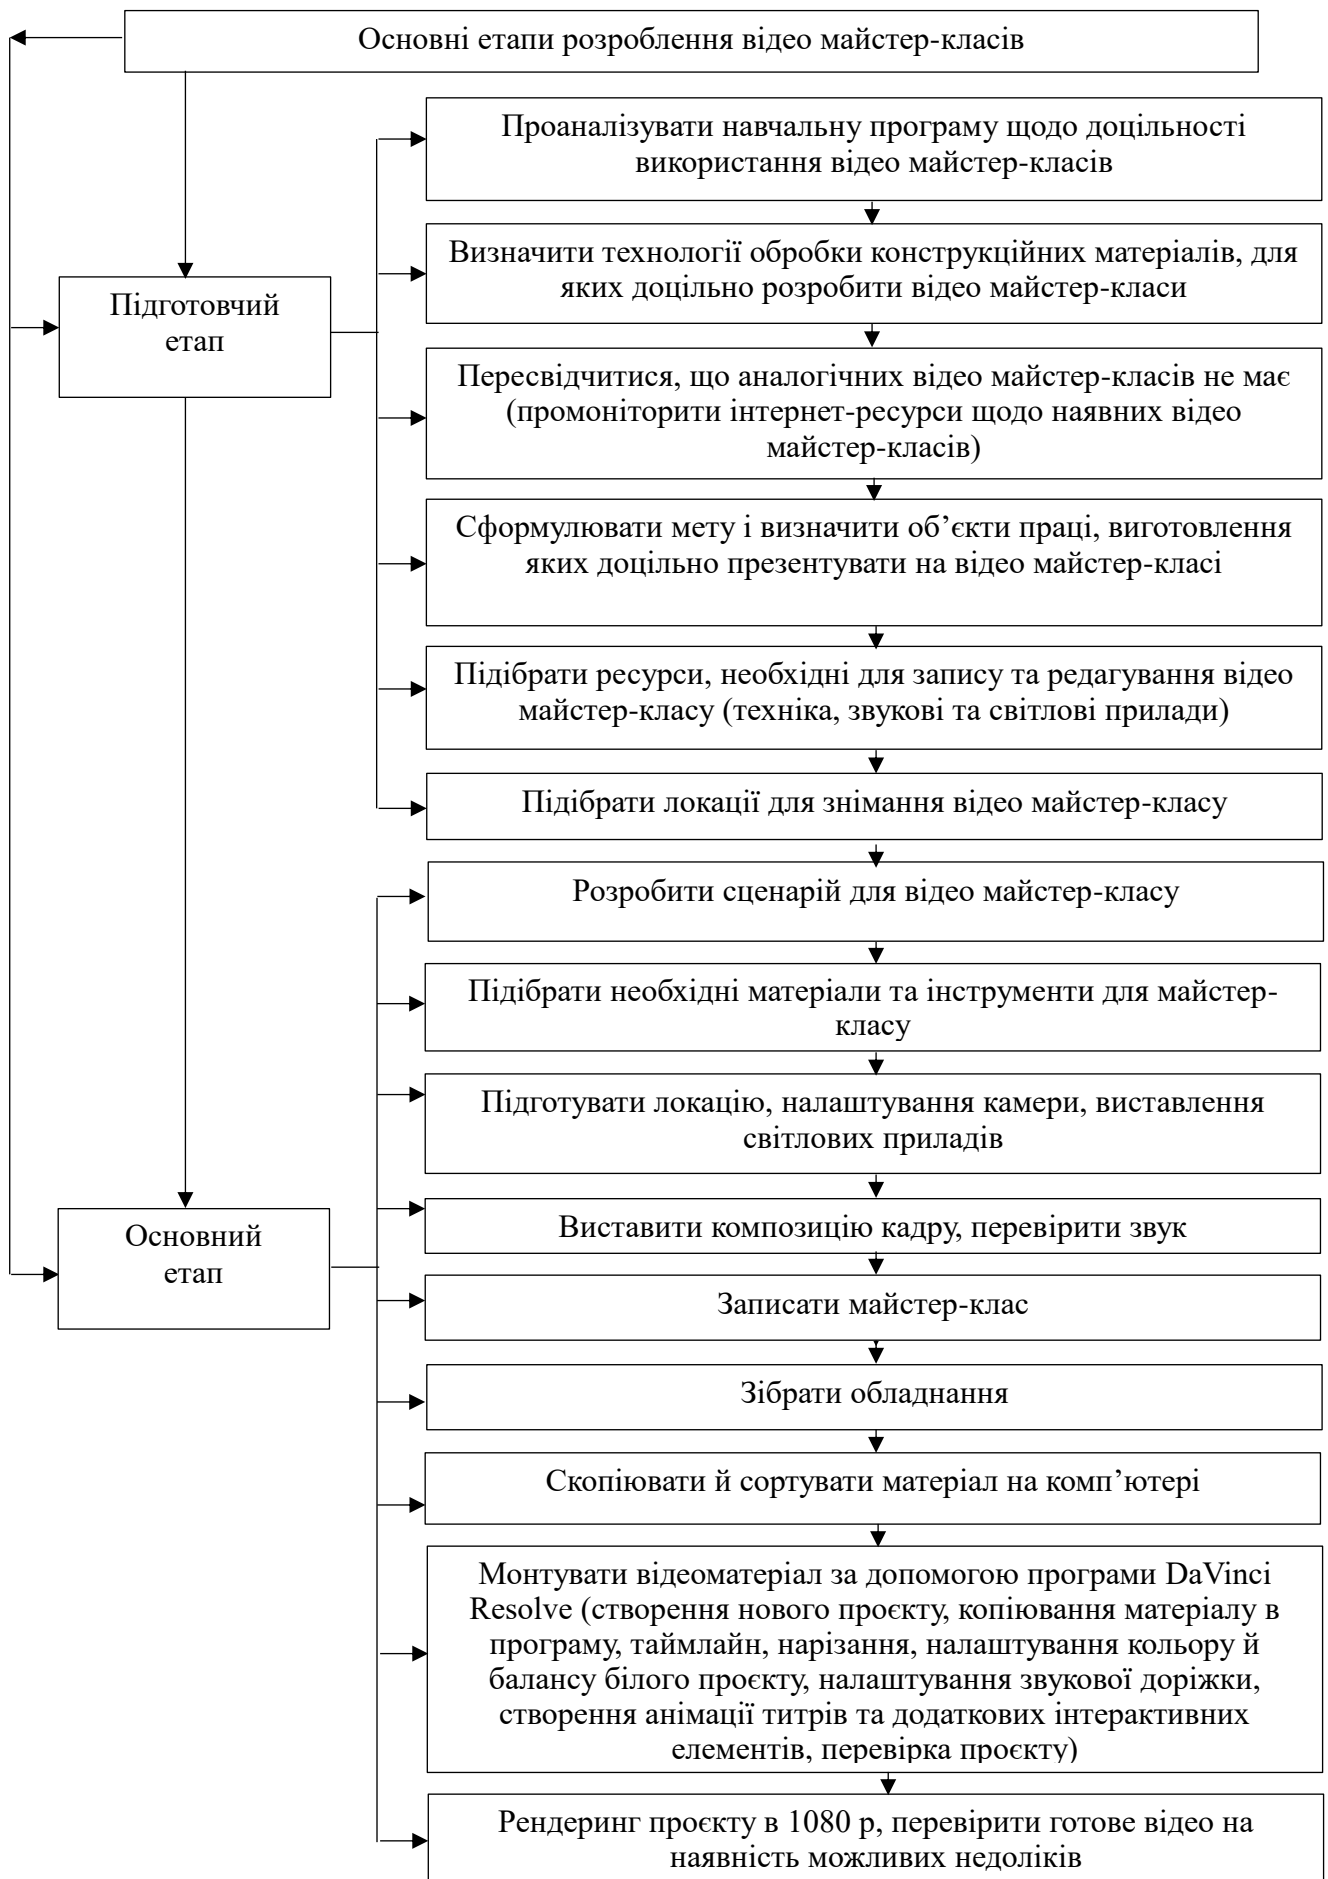 Основні етапи розроблення відео майстер-класів
Проаналізувати навчальну програму щодо доцільності
використання відео майстер-класів
Визначити технології обробки конструкційних матеріалів, для
яких доцільно розробити відео майстер-класи
Підготовчий
етап
Пересвідчитися, що аналогічних відео майстер-класів не має
(промоніторити інтернет-ресурси щодо наявних відео
майстер-класів)
Сформулювати мету і визначити об’єкти праці, виготовлення
яких доцільно презентувати на відео майстер-класі
Підібрати ресурси, необхідні для запису та редагування відео
майстер-класу (техніка, звукові та світлові прилади)
Підібрати локації для знімання відео майстер-класу
Розробити сценарій для відео майстер-класу
Підібрати необхідні матеріали та інструменти для майстер-
класу
Підготувати локацію, налаштування камери, виставлення
світлових приладів
Основний
етап
Виставити композицію кадру, перевірити звук
Записати майстер-клас
Зібрати обладнання
Скопіювати й сортувати матеріал на комп’ютері
Монтувати відеоматеріал за допомогою програми DaVinci
Resolve (створення нового проєкту, копіювання матеріалу в
програму, таймлайн, нарізання, налаштування кольору й
балансу білого проєкту, налаштування звукової доріжки,
створення анімації титрів та додаткових інтерактивних
елементів, перевірка проєкту)
Рендеринг проєкту в 1080 р, перевірити готове відео на
наявність можливих недоліків